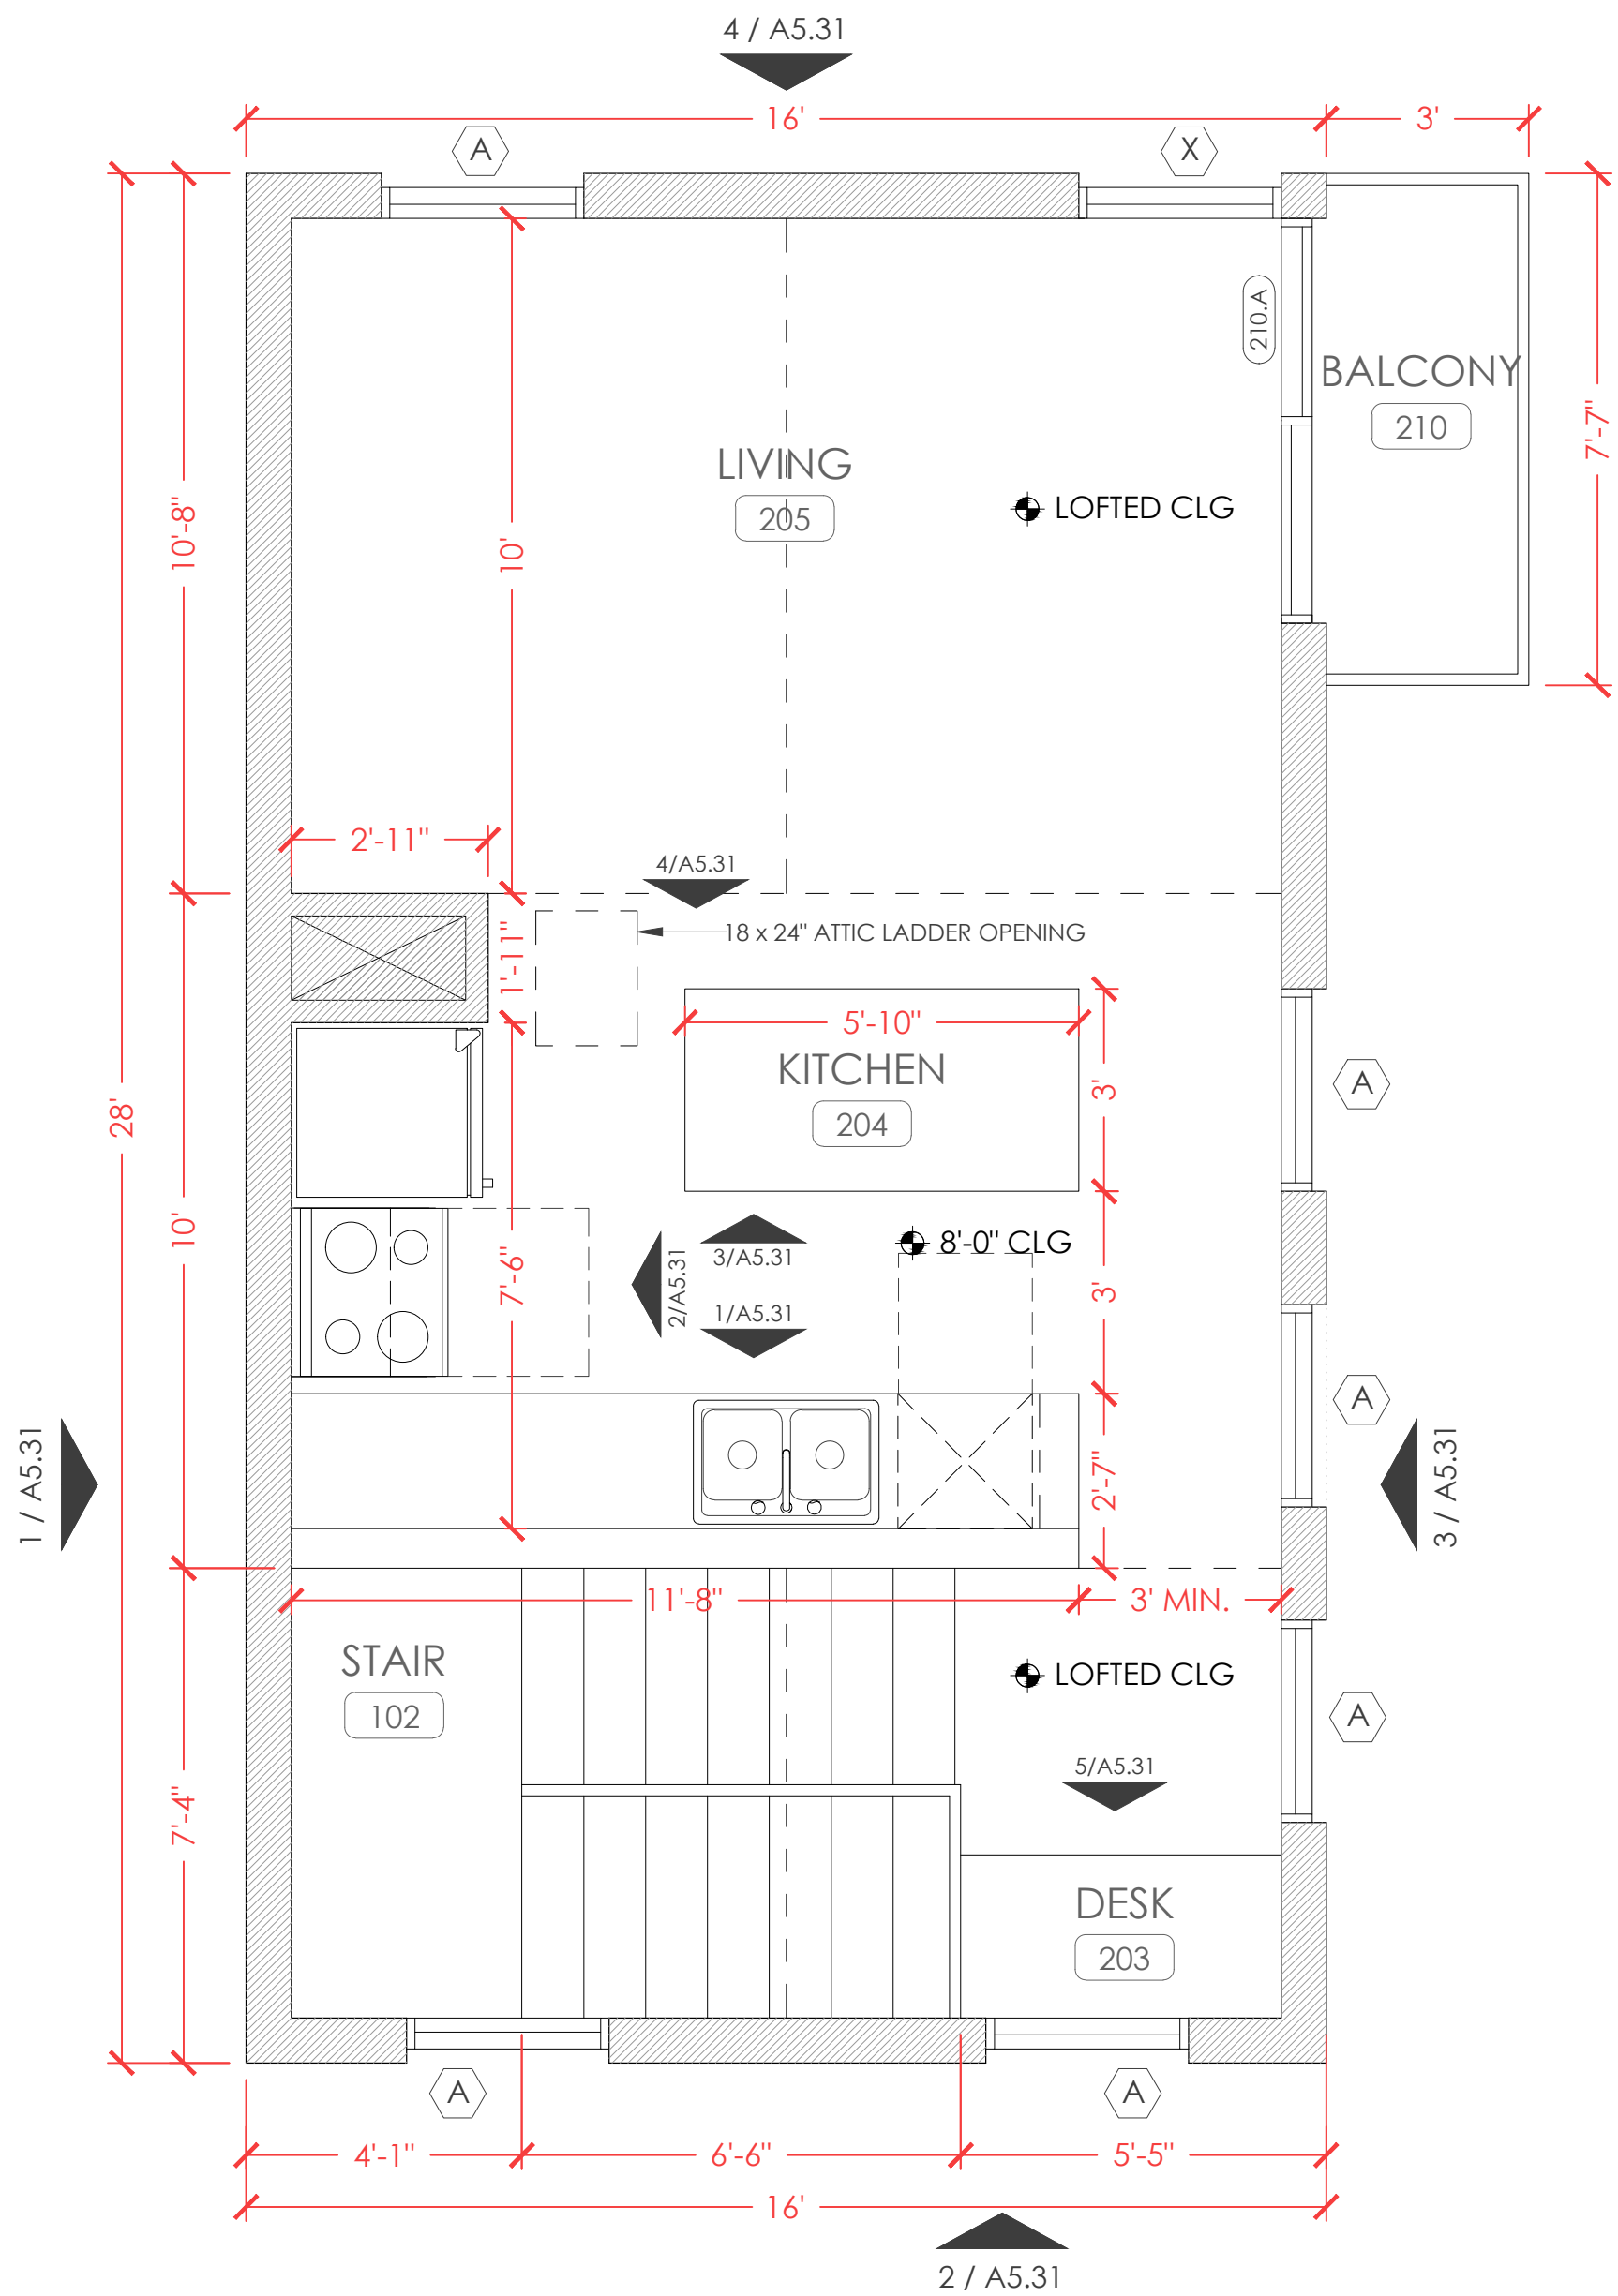 4 / A5.31
16'
3'
A
X
210.A
BALCONY
210
7'-7"
LIVING
205
LOFTED CLG
10'-8"
10'
2'-11"
4/A5.31
18 x 24" ATTIC LADDER OPENING
1'-11"
5'-10"
KITCHEN
204
3'
A
28'
10'
7'-6"
8'-0" CLG
3/A5.31
2/A5.31
1/A5.31
3'
A
1 / A5.31
3 / A5.31
2'-7"
11'-8"
3' MIN.
STAIR
102
LOFTED CLG
A
5/A5.31
7'-4"
DESK
203
A
A
4'-1"
6'-6"
5'-5"
16'
2 / A5.31